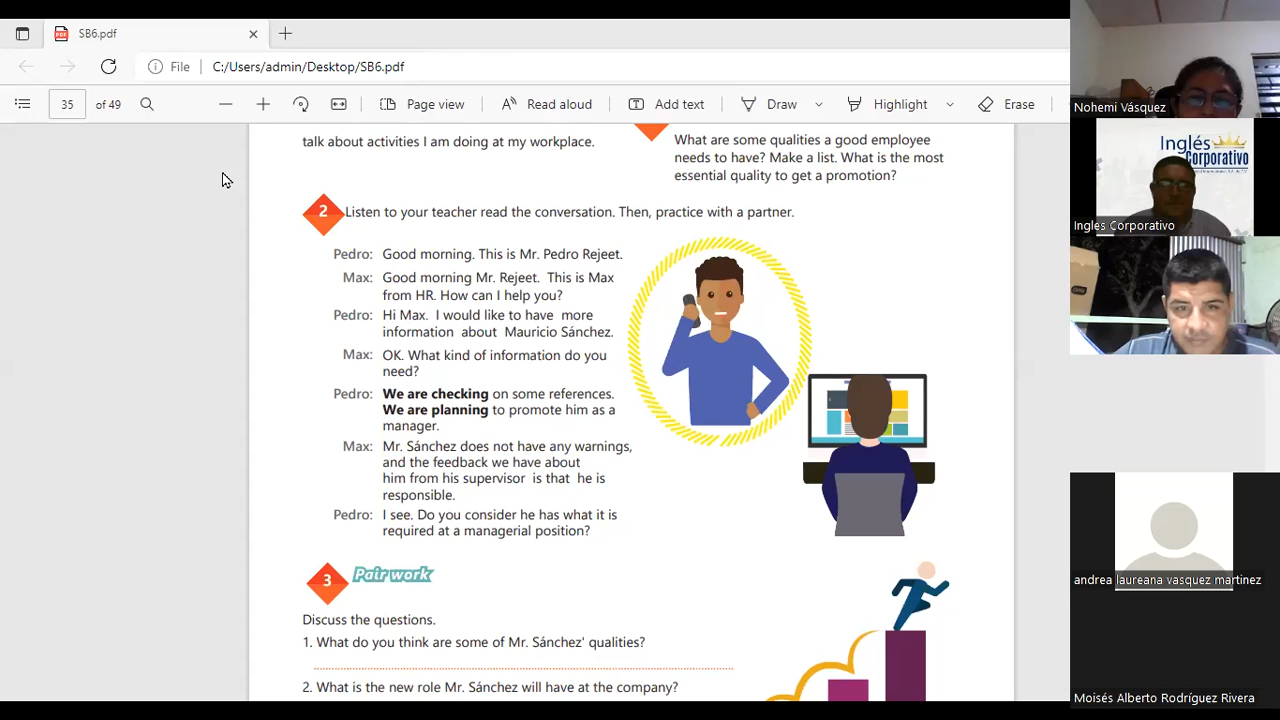 SB6.pdf
File
C:/Users/admin/Desktop/SB6.pdf
35
of 49
Page view
Read aloud
Add text
Draw
Highlight
Erase
talk about activities I am doing at my workplace.
What are some qualities a good employee
needs to have? Make a list. What is the most
essential quality to get a promotion?
2
Listen to your teacher read the conversation. Then, practice with a partner.
Pedro: Good morning. This is Mr. Pedro Rejeet.
Max: Good morning Mr. Rejeet. This is Max
from HR. How can I help you?
Pedro: Hi Max. I would like to have more
information about Mauricio Sánchez.
Max: OK. What kind of information do you
need?
Pedro: We are checking on some references.
We are planning to promote him as a
manager.
Max: Mr. Sánchez does not have any warnings,
and the feedback we have about
him from his supervisor is that he is
responsible.
Pedro: I see. Do you consider he has what it is
required at a managerial position?
3
Pair work
Discuss the questions.
1. What do you think are some of Mr. Sánchez' qualities?
2. What is the new role Mr. Sánchez will have at the company?
Nohemi Vásquez
Inglés
Corporativo
Ingles Corporativo
andrea laureana vasquez martinez
Moisés Alberto Rodríguez Rivera